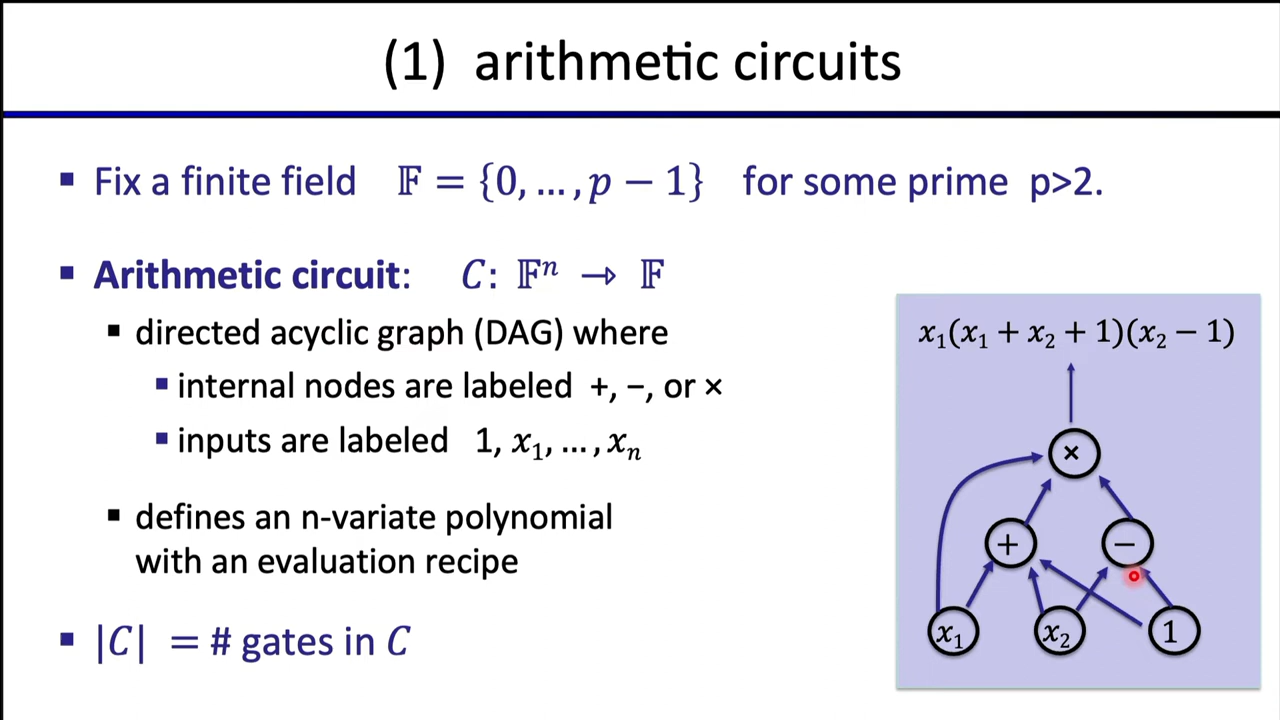 (1) arithmetic circuits
▪ Fix a finite field 𝔽 = {0, … , p − 1} for some prime p>2.
▪ Arithmetic circuit: C: 𝔽ⁿ → 𝔽
▪ directed acyclic graph (DAG) where
▪ internal nodes are labeled +, −, or ×
▪ inputs are labeled 1, x₁, … , xₙ
▪ defines an n-variate polynomial
with an evaluation recipe
▪ |C| = # gates in C
x₁(x₁ + x₂ + 1)(x₂ − 1)
×
+ −
x₁ x₂ 1